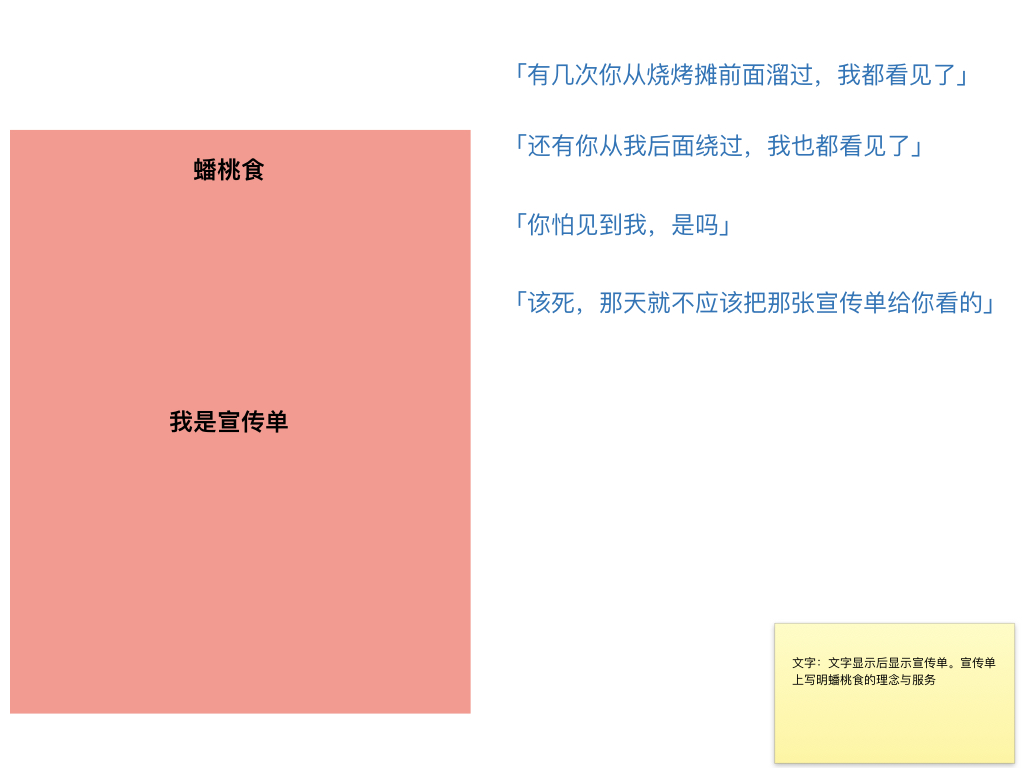 蟠桃食
我是宣传单
「有几次你从烧烤摊前面溜过，我都看见了」
「还有你从我后面绕过，我也都看见了」
「你怕见到我，是吗」
「该死，那天就不应该把那张宣传单给你看的」
文字：文字显示后显示宣传单。宣传单
上写明蟠桃食的理念与服务